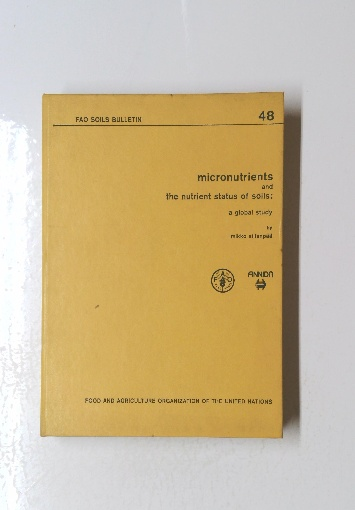 FAO SOILS BULLETIN 48
micronutrients
and
the nutrient status of soils:
a global study
by
mikko sillanpää
FAO
FINNIDA
FOOD AND AGRICULTURE ORGANIZATION OF THE UNITED NATIONS